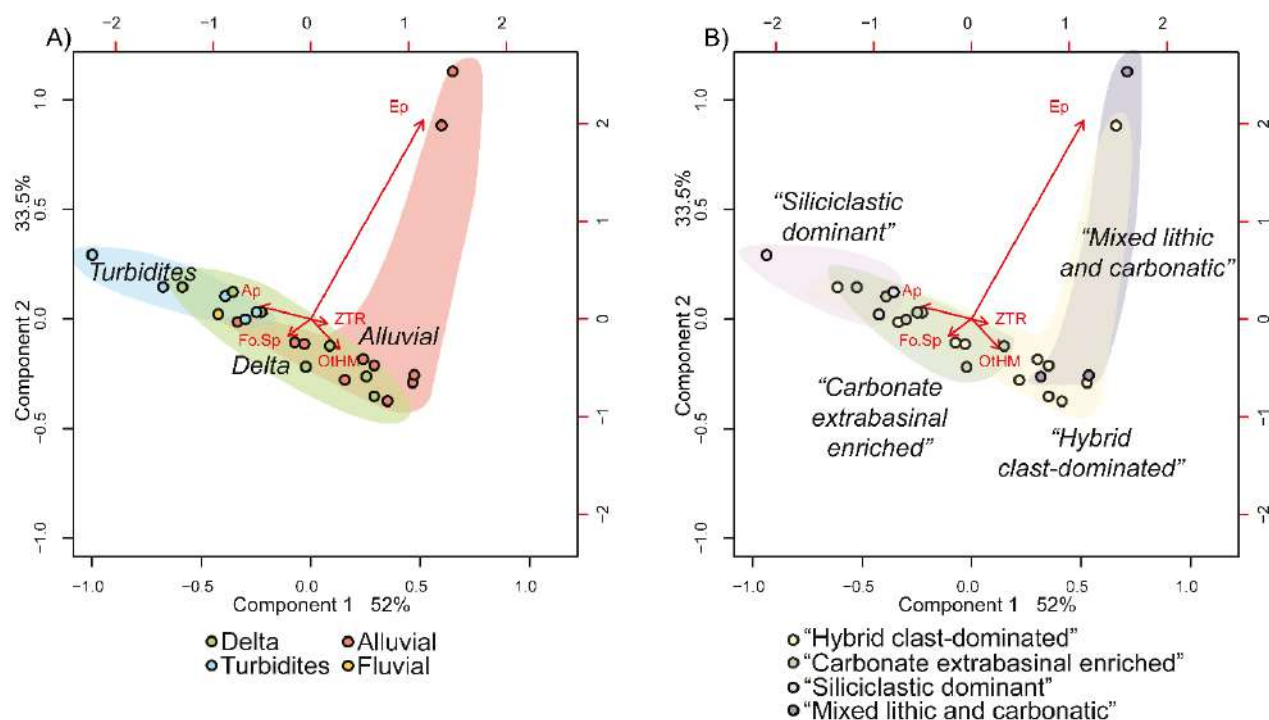 A)
−2 −1 0 1 2
Component 2 33.5%
1.0
0.5
0.0
−0.5
−1.0
2
1
0
−1
−2
Ep
Turbidites
Ap
ZTR
Fo.Sp
OtHM
Alluvial
Delta
−1.0 −0.5 0.0 0.5 1.0
Component 1 52%
Delta
Alluvial
Turbidites
Fluvial
B)
−2 −1 0 1 2
Component 2 33.5%
1.0
0.5
0.0
−0.5
−1.0
2
1
0
−1
−2
Ep
“Siliciclastic
dominant”
“Mixed lithic
and carbonatic”
Ap
ZTR
Fo.Sp
OtHM
“Carbonate
extrabasinal
enriched”
“Hybrid
clast-dominated”
−1.0 −0.5 0.0 0.5 1.0
Component 1 52%
“Hybrid clast-dominated”
“Carbonate extrabasinal enriched”
“Siliciclastic dominant”
“Mixed lithic and carbonatic”